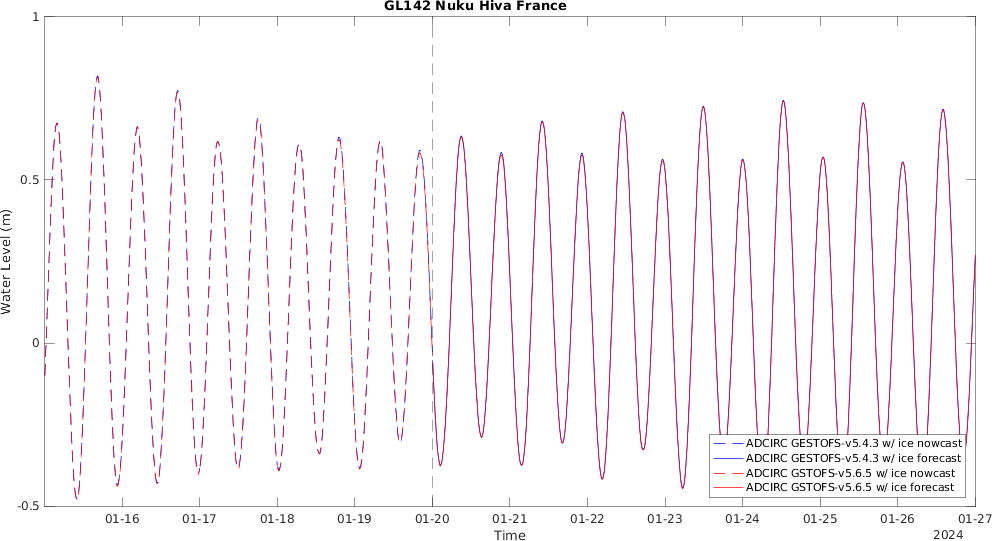 GL142 Nuku Hiva France
1
0.5
0
-0.5
Water Level (m)
01-16 01-17 01-18 01-19 01-20 01-21 01-22 01-23 01-24 01-25 01-26 01-27
Time
2024
ADCIRC GESTOFS-v5.4.3 w/ ice nowcast
ADCIRC GESTOFS-v5.4.3 w/ ice forecast
ADCIRC GSTOFS-v5.6.5 w/ ice nowcast
ADCIRC GSTOFS-v5.6.5 w/ ice forecast